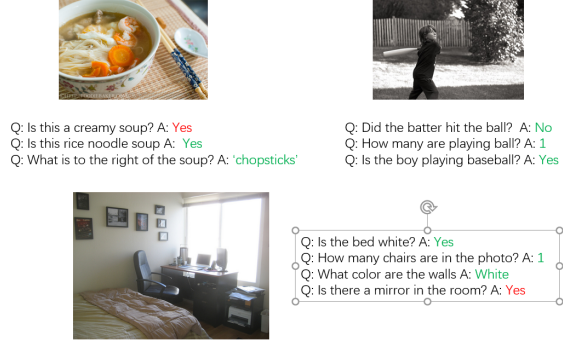 Q: Is this a creamy soup? A: Yes
Q: Is this rice noodle soup A: Yes
Q: What is to the right of the soup? A: ‘chopsticks’
Q: Did the batter hit the ball? A: No
Q: How many are playing ball? A: 1
Q: Is the boy playing baseball? A: Yes
Q: Is the bed white? A: Yes
Q: How many chairs are in the photo? A: 1
Q: What color are the walls A: White
Q: Is there a mirror in the room? A: Yes